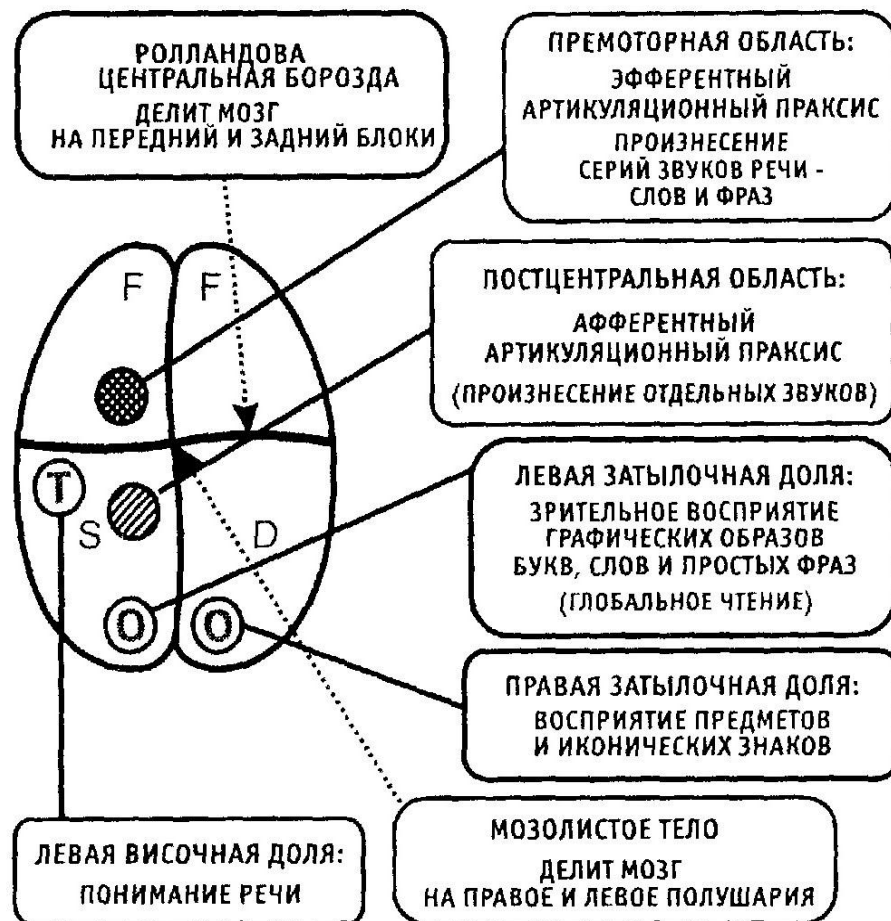 РОЛЛАНДОВА
ЦЕНТРАЛЬНАЯ БОРОЗДА
ДЕЛИТ МОЗГ
НА ПЕРЕДНИЙ И ЗАДНИЙ БЛОКИ
ПРЕМОТОРНАЯ ОБЛАСТЬ:
ЭФФЕРЕНТНЫЙ
АРТИКУЛЯЦИОННЫЙ ПРАКСИС
ПРОИЗНЕСЕНИЕ
СЕРИЙ ЗВУКОВ РЕЧИ -
СЛОВ И ФРАЗ
F F
ПОСТЦЕНТРАЛЬНАЯ ОБЛАСТЬ:
АФФЕРЕНТНЫЙ
АРТИКУЛЯЦИОННЫЙ ПРАКСИС
(ПРОИЗНЕСЕНИЕ ОТДЕЛЬНЫХ ЗВУКОВ)
T
S D
O O
ЛЕВАЯ ЗАТЫЛОЧНАЯ ДОЛЯ:
ЗРИТЕЛЬНОЕ ВОСПРИЯТИЕ
ГРАФИЧЕСКИХ ОБРАЗОВ
БУКВ, СЛОВ И ПРОСТЫХ ФРАЗ
(ГЛОБАЛЬНОЕ ЧТЕНИЕ)
ПРАВАЯ ЗАТЫЛОЧНАЯ ДОЛЯ:
ВОСПРИЯТИЕ ПРЕДМЕТОВ
И ИКОНИЧЕСКИХ ЗНАКОВ
ЛЕВАЯ ВИСОЧНАЯ ДОЛЯ:
ПОНИМАНИЕ РЕЧИ
МОЗОЛИСТОЕ ТЕЛО
ДЕЛИТ МОЗГ
НА ПРАВОЕ И ЛЕВОЕ ПОЛУШАРИЯ